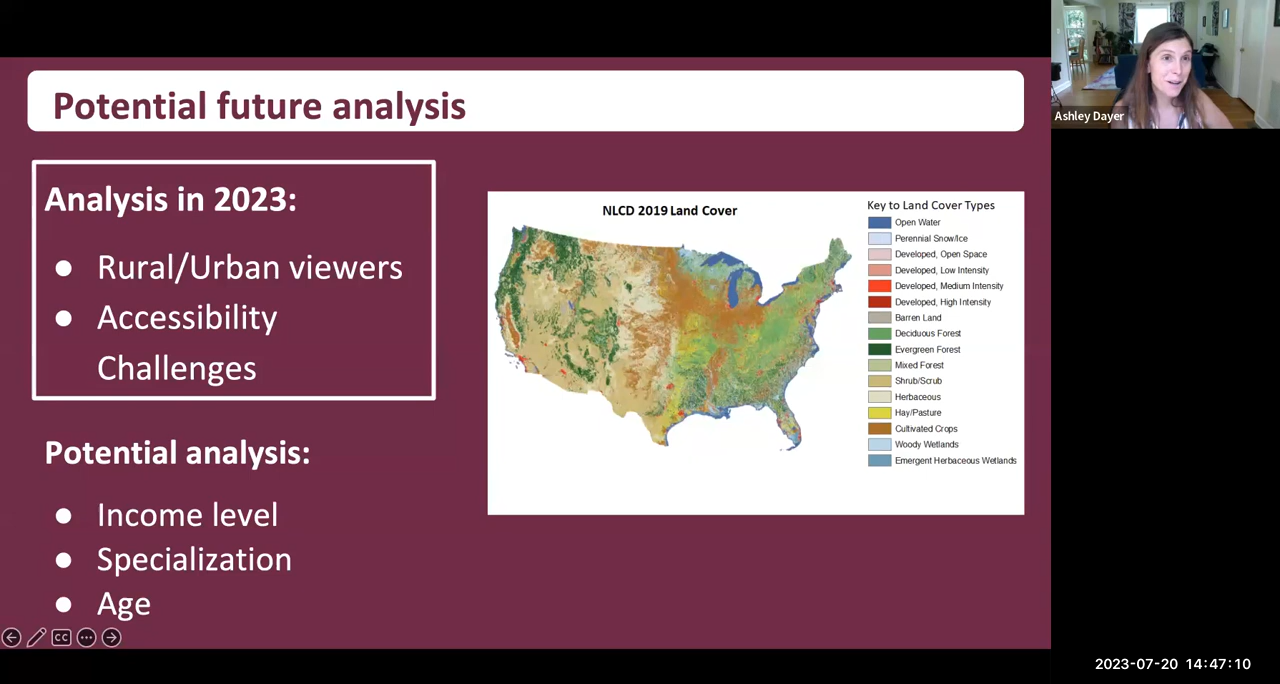 Potential future analysis
Analysis in 2023:
● Rural/Urban viewers
● Accessibility
Challenges
Potential analysis:
● Income level
● Specialization
● Age
NLCD 2019 Land Cover
Key to Land Cover Types
Open Water
Perennial Snow/Ice
Developed, Open Space
Developed, Low Intensity
Developed, Medium Intensity
Developed, High Intensity
Barren Land
Deciduous Forest
Evergreen Forest
Mixed Forest
Shrub/Scrub
Herbaceous
Hay/Pasture
Cultivated Crops
Woody Wetlands
Emergent Herbaceous Wetlands
CC
Ashley Dayer
2023-07-20 14:47:10